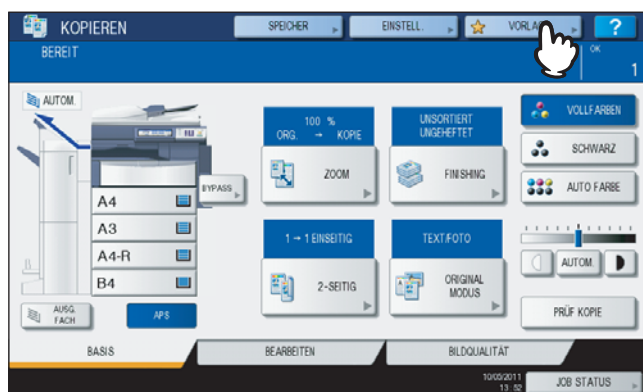 KOPIEREN
SPEICHER
EINSTELL.
?
BEREIT
OK
1
AUTOM.
A4
A3
A4-R
B4
BYPASS
AUSG.
FACH
APS
100 %
ORG. → KOPIE
ZOOM
UNSORTIERT
UNGEHEFTET
FINISHING
1 → 1 EINSEITIG
2-SEITIG
TEXT/FOTO
ORIGINAL
MODUS
VOLLFARBEN
SCHWARZ
AUTO FARBE
AUTOM.
PRÜF KOPIE
BASIS
BEARBEITEN
BILDQUALITÄT
10/05/2011
13:52
JOB STATUS